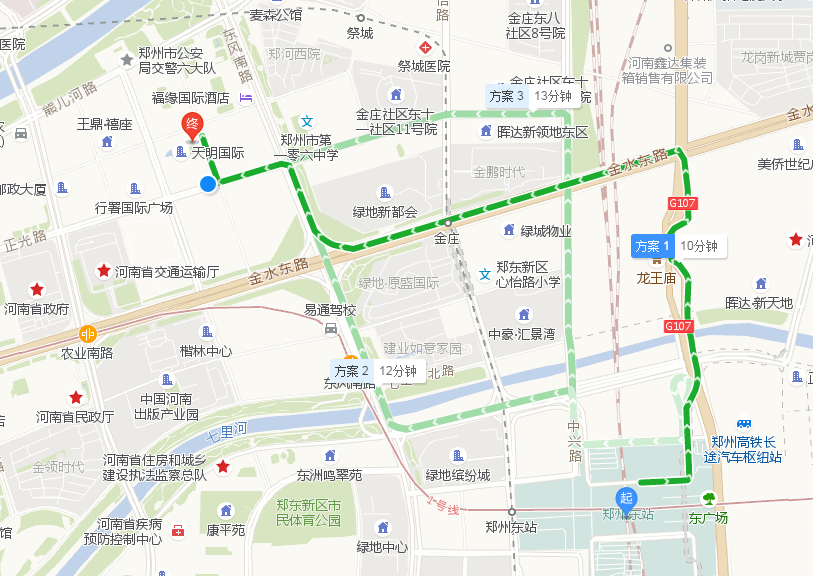 麦森公馆
祭城
金庄东八
社区8号院
医院
东风南路
郑河西院
郑州市公安
局交警六大队
祭城医院
河南鑫达集装
箱销售有限公司
龙岗新城贾岗
熊儿河路
福缘国际酒店
金庄社区东十
方案 3 13分钟
金庄社区东十
一社区11号院
王鼎·禧座
终
郑州市第
一零六中学
晖达新领地东区
金水东路
天明国际
金鹏时代
美侨世纪
邮政大厦
行署国际广场
绿地新都会
G107
正光路
金庄
绿城物业
方案 1 10分钟
河南省交通运输厅
金水东路
绿地·原盛国际
郑东新区
心怡路小学
龙王庙
河南省政府
易通驾校
晖达·新天地
中豪·汇景湾
G107
农业南路
楷林中心
建业如意家园
方案 2 12分钟
东风南路
北路
中国河南
出版产业园
河南省民政厅
七里河
中兴路
郑州高铁长
途汽车枢纽站
金领时代
河南省住房和城乡
建设执法监察总队
东洲鸣翠苑
绿地缤纷城
郑东新区市
民体育公园
1号线
起
郑州东站
郑州东站
东广场
河南省疾病
预防控制中心
康平苑
绿地中心